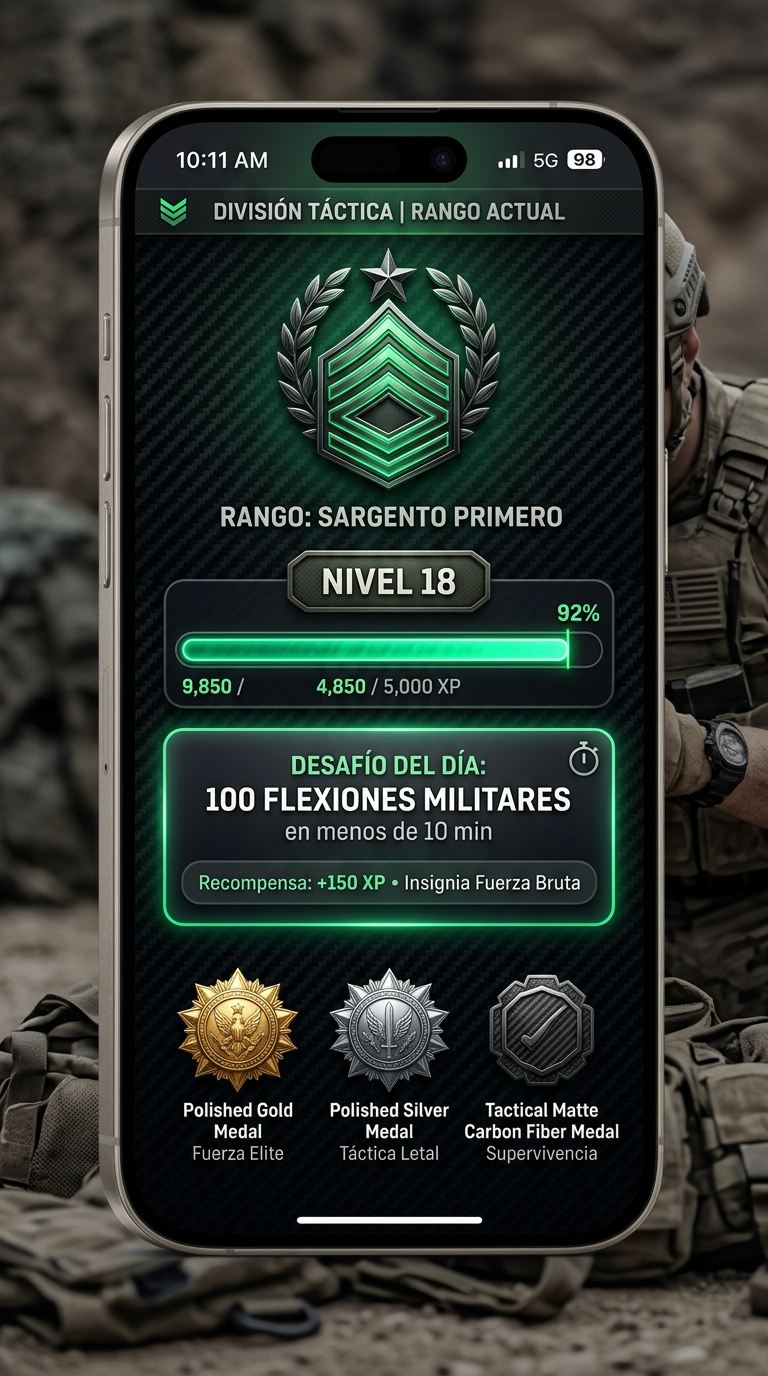 10:11 AM 5G 98
DIVISIÓN TÁCTICA | RANGO ACTUAL
RANGO: SARGENTO PRIMERO
NIVEL 18
92%
9,850 / 4,850 / 5,000 XP
DESAFÍO DEL DÍA:
100 FLEXIONES MILITARES
en menos de 10 min
Recompensa: +150 XP • Insignia Fuerza Bruta
Polished Gold
Medal
Fuerza Elite
Polished Silver
Medal
Táctica Letal
Tactical Matte
Carbon Fiber Medal
Supervivencia